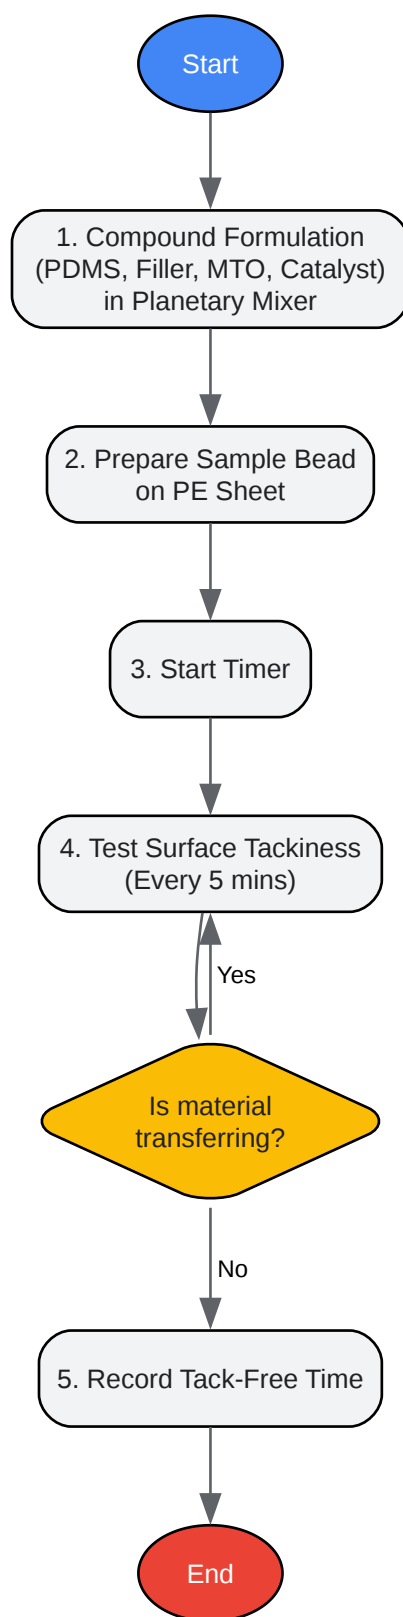 Start
1. Compound Formulation
(PDMS, Filler, MTO, Catalyst)
in Planetary Mixer
2. Prepare Sample Bead
on PE Sheet
3. Start Timer
4. Test Surface Tackiness
(Every 5 mins)
Yes
Is material
transferring?
No
5. Record Tack-Free Time
End